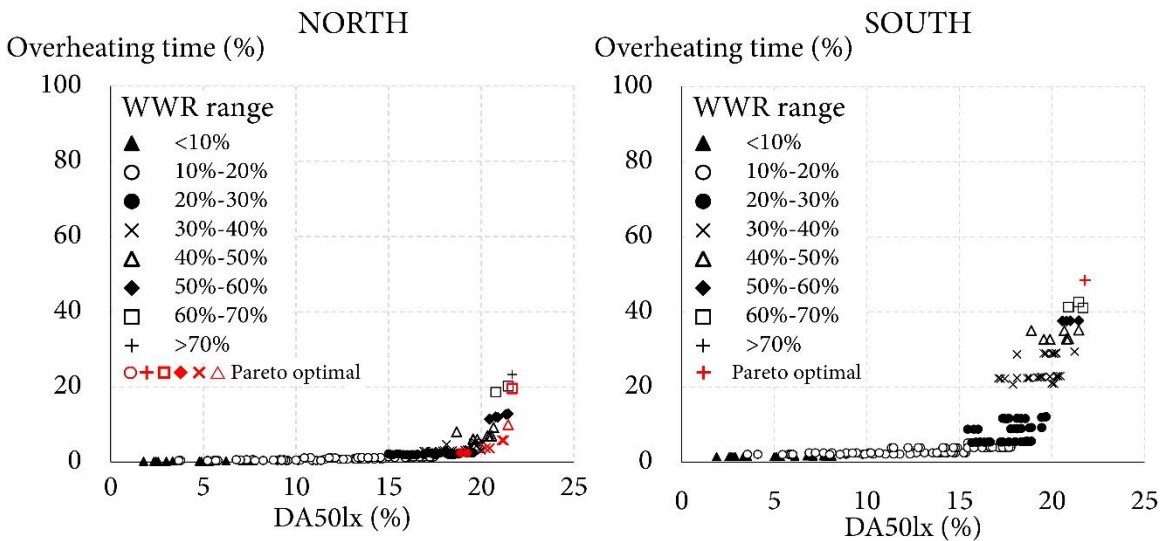 NORTH
Overheating time (%)
100
80
60
40
20
0
WWR range
<10%
10%-20%
20%-30%
30%-40%
40%-50%
50%-60%
60%-70%
>70%
Pareto optimal
0 5 10 15 20 25
DA50lx (%)
SOUTH
Overheating time (%)
100
80
60
40
20
0
WWR range
<10%
10%-20%
20%-30%
30%-40%
40%-50%
50%-60%
60%-70%
>70%
Pareto optimal
0 5 10 15 20 25
DA50lx (%)